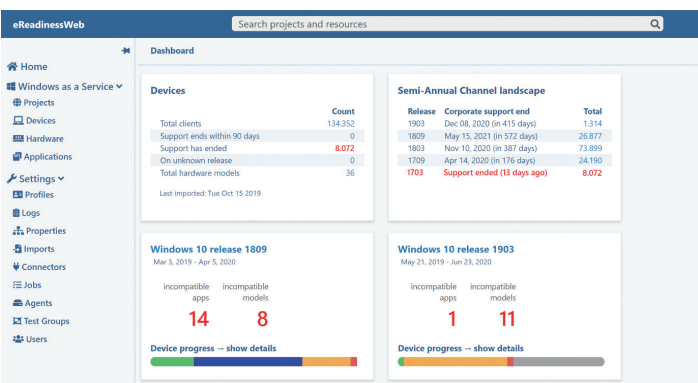 eReadinessWeb
Search projects and resources
Home
Windows as a Service
Projects
Devices
Hardware
Applications
Settings
Profiles
Logs
Properties
Imports
Connectors
Jobs
Agents
Test Groups
Users
Dashboard
Devices
Count
Total clients 134.352
Support ends within 90 days 0
Support has ended 8.072
On unknown release 0
Total hardware models 36
Last imported: Tue Oct 15 2019
Semi-Annual Channel landscape
Release Corporate support end Total
1903 Dec 08, 2020 (in 415 days) 1.314
1809 May 15, 2021 (in 572 days) 26.877
1803 Nov 10, 2020 (in 387 days) 73.899
1709 Apr 14, 2020 (in 176 days) 24.190
1703 Support ended (13 days ago) 8.072
Windows 10 release 1809
Mar 3, 2019 - Apr 5, 2020
incompatible incompatible
apps models
14 8
Device progress → show details
Windows 10 release 1903
May 21, 2019 - Jun 23, 2020
incompatible incompatible
apps models
1 11
Device progress → show details